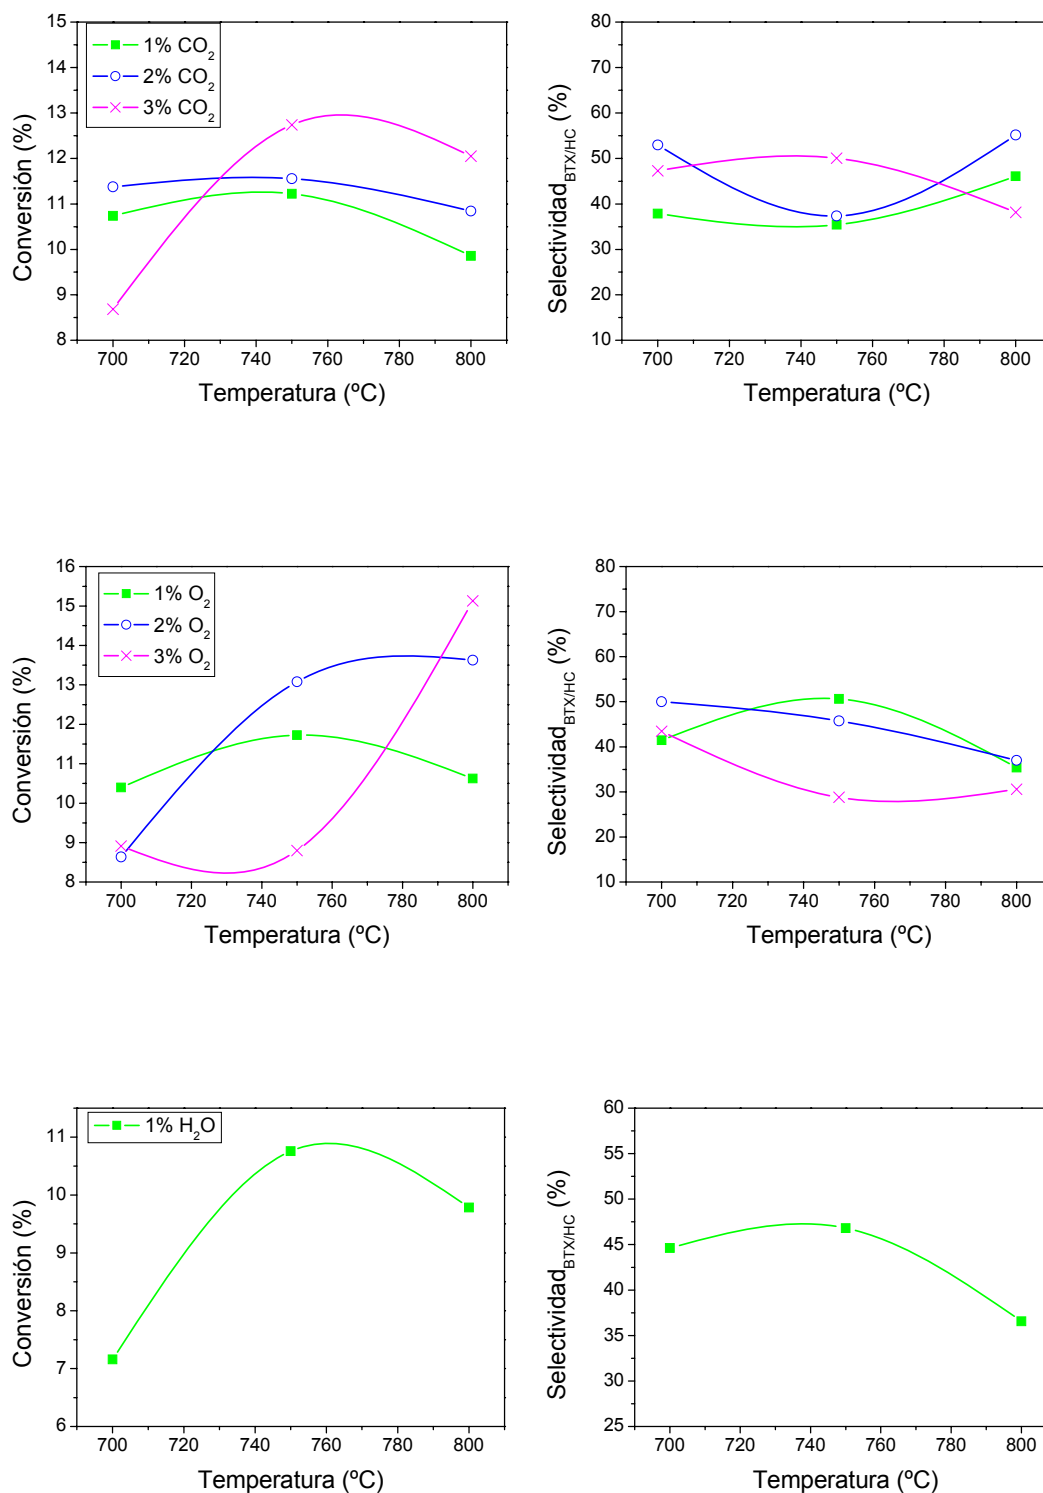 15
14
13
12
11
10
9
8
1% CO₂
2% CO₂
3% CO₂
Conversión (%)
700 720 740 760 780 800
Temperatura (ºC)
80
70
60
50
40
30
20
10
Selectividad_BTX/HC (%)
700 720 740 760 780 800
Temperatura (ºC)
16
15
14
13
12
11
10
9
8
1% O₂
2% O₂
3% O₂
Conversión (%)
700 720 740 760 780 800
Temperatura (ºC)
80
70
60
50
40
30
20
10
Selectividad_BTX/HC (%)
700 720 740 760 780 800
Temperatura (ºC)
11
10
9
8
7
6
1% H₂O
Conversión (%)
700 720 740 760 780 800
Temperatura (ºC)
60
55
50
45
40
35
30
25
Selectividad_BTX/HC (%)
700 720 740 760 780 800
Temperatura (ºC)